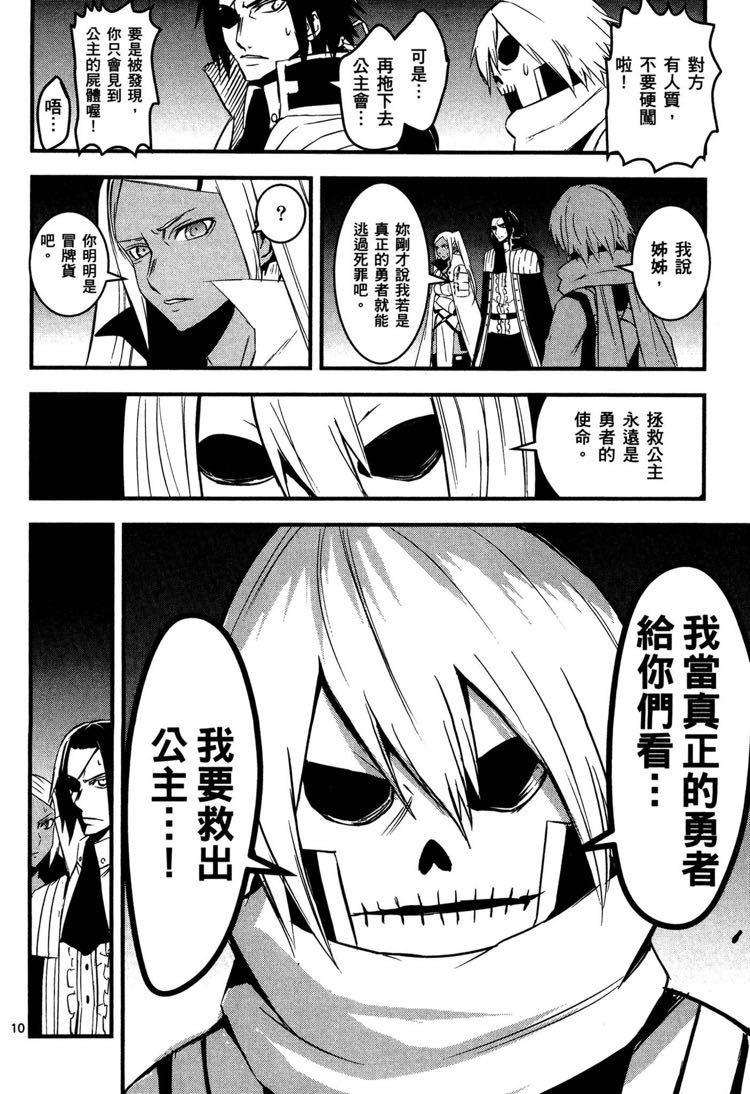 對方
有人質，
不要硬闖
啦！
可是…
再拖下去
公主會…
要是被發現，
你只會見到
公主的屍體喔！
唔…
我說
姊姊，
妳剛才說我若是
真正的勇者就能
逃過死罪吧。
？
你明明是
冒牌貨
吧。
拯救公主
永遠是
勇者的
使命。
我當真正的勇者
給你們看…
我要救出
公主…！
10